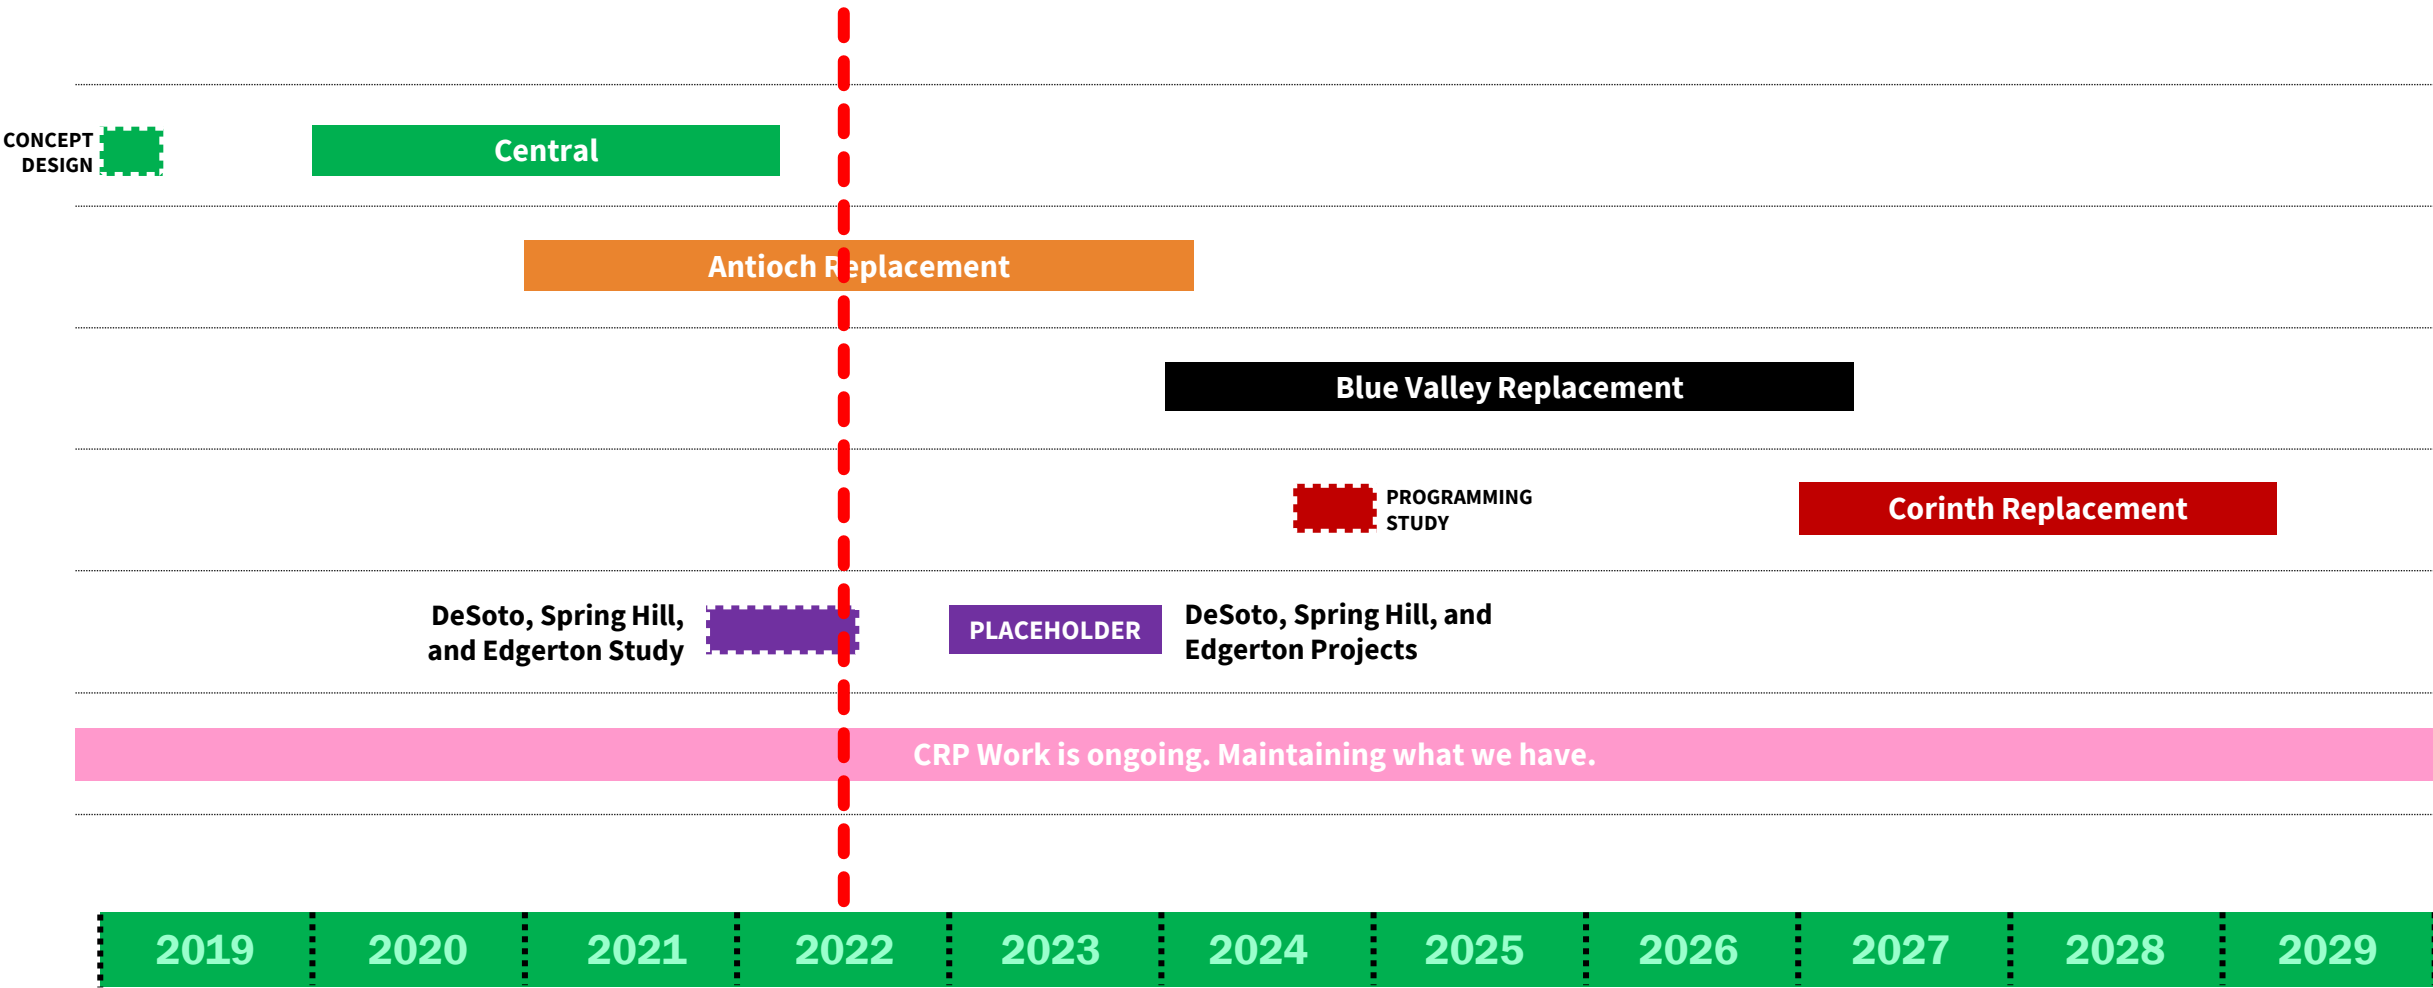 CONCEPT
DESIGN
Central
Antioch Replacement
Blue Valley Replacement
PROGRAMMING
STUDY
Corinth Replacement
DeSoto, Spring Hill,
and Edgerton Study
PLACEHOLDER
DeSoto, Spring Hill, and
Edgerton Projects
CRP Work is ongoing. Maintaining what we have.
2019 2020 2021 2022 2023 2024 2025 2026 2027 2028 2029